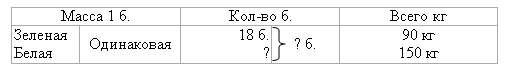 Масса 1 б. Кол-во б. Всего кг
Зеленая Одинаковая 18 б. ? б. 90 кг
Белая ? 150 кг